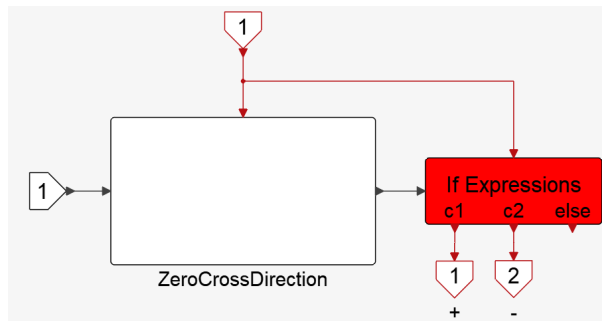 1
1
If Expressions
c1 c2 else
ZeroCrossDirection
1 2
+ -